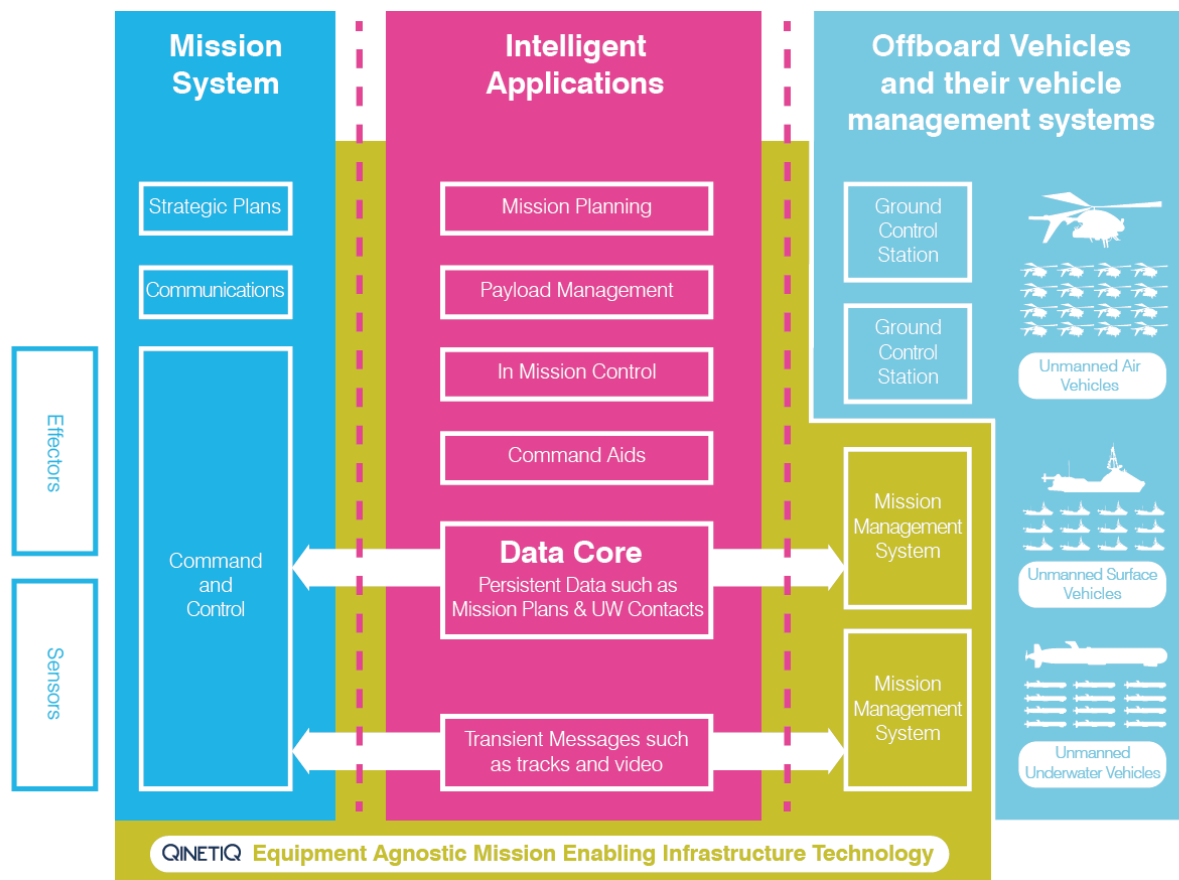 Mission
System
Intelligent
Applications
Offboard Vehicles
and their vehicle
management systems
Strategic Plans
Communications
Command
and
Control
Effectors
Sensors
Mission Planning
Payload Management
In Mission Control
Command Aids
Data Core
Persistent Data such as
Mission Plans & UW Contacts
Transient Messages such
as tracks and video
Ground
Control
Station
Ground
Control
Station
Mission
Management
System
Mission
Management
System
Unmanned Air
Vehicles
Unmanned Surface
Vehicles
Unmanned
Underwater Vehicles
QINETIQ Equipment Agnostic Mission Enabling Infrastructure Technology